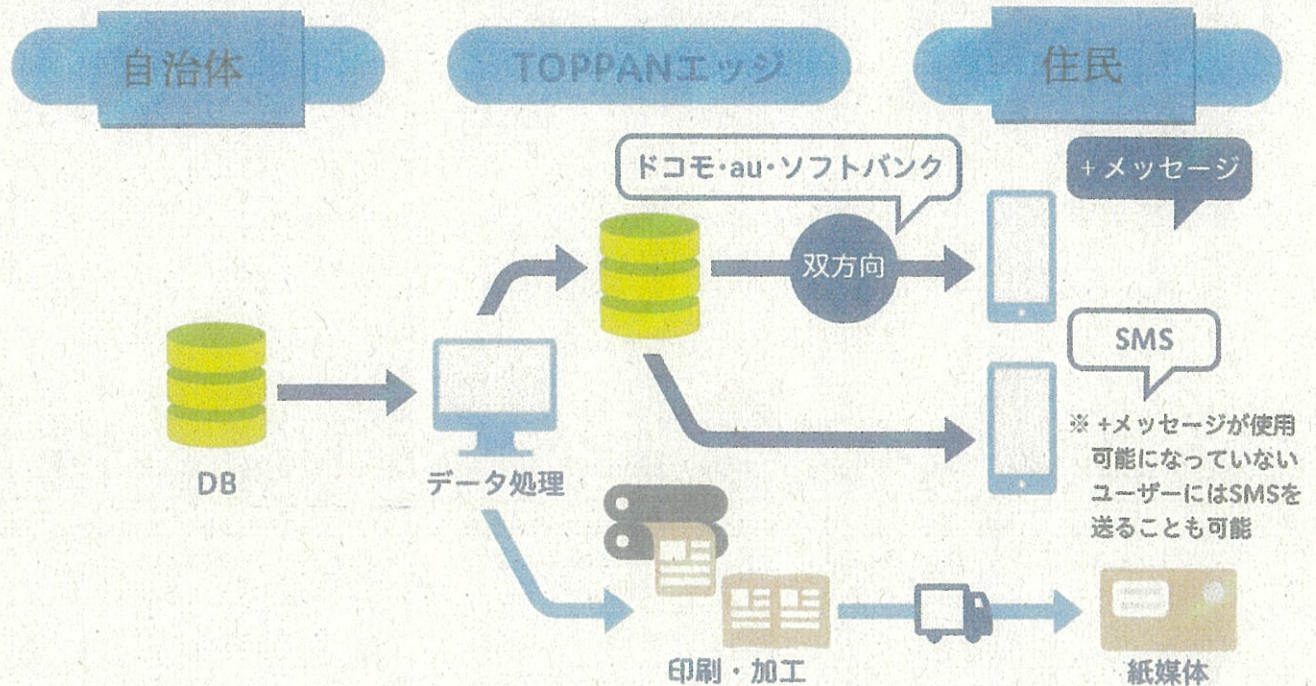 自治体
TOPPANエッジ
住民
ドコモ・au・ソフトバンク
+メッセージ
双方向
SMS
※ +メッセージが使用
可能になっていない
ユーザーにはSMSを
送ることも可能
DB
データ処理
印刷・加工
紙媒体